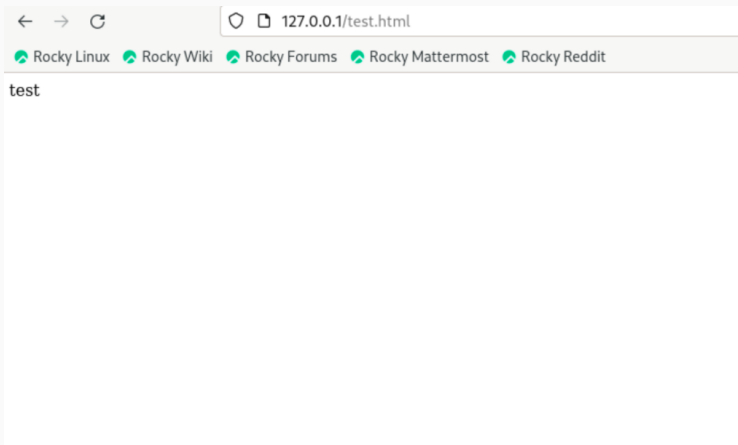 127.0.0.1/test.html
Rocky Linux Rocky Wiki Rocky Forums Rocky Mattermost Rocky Reddit
test